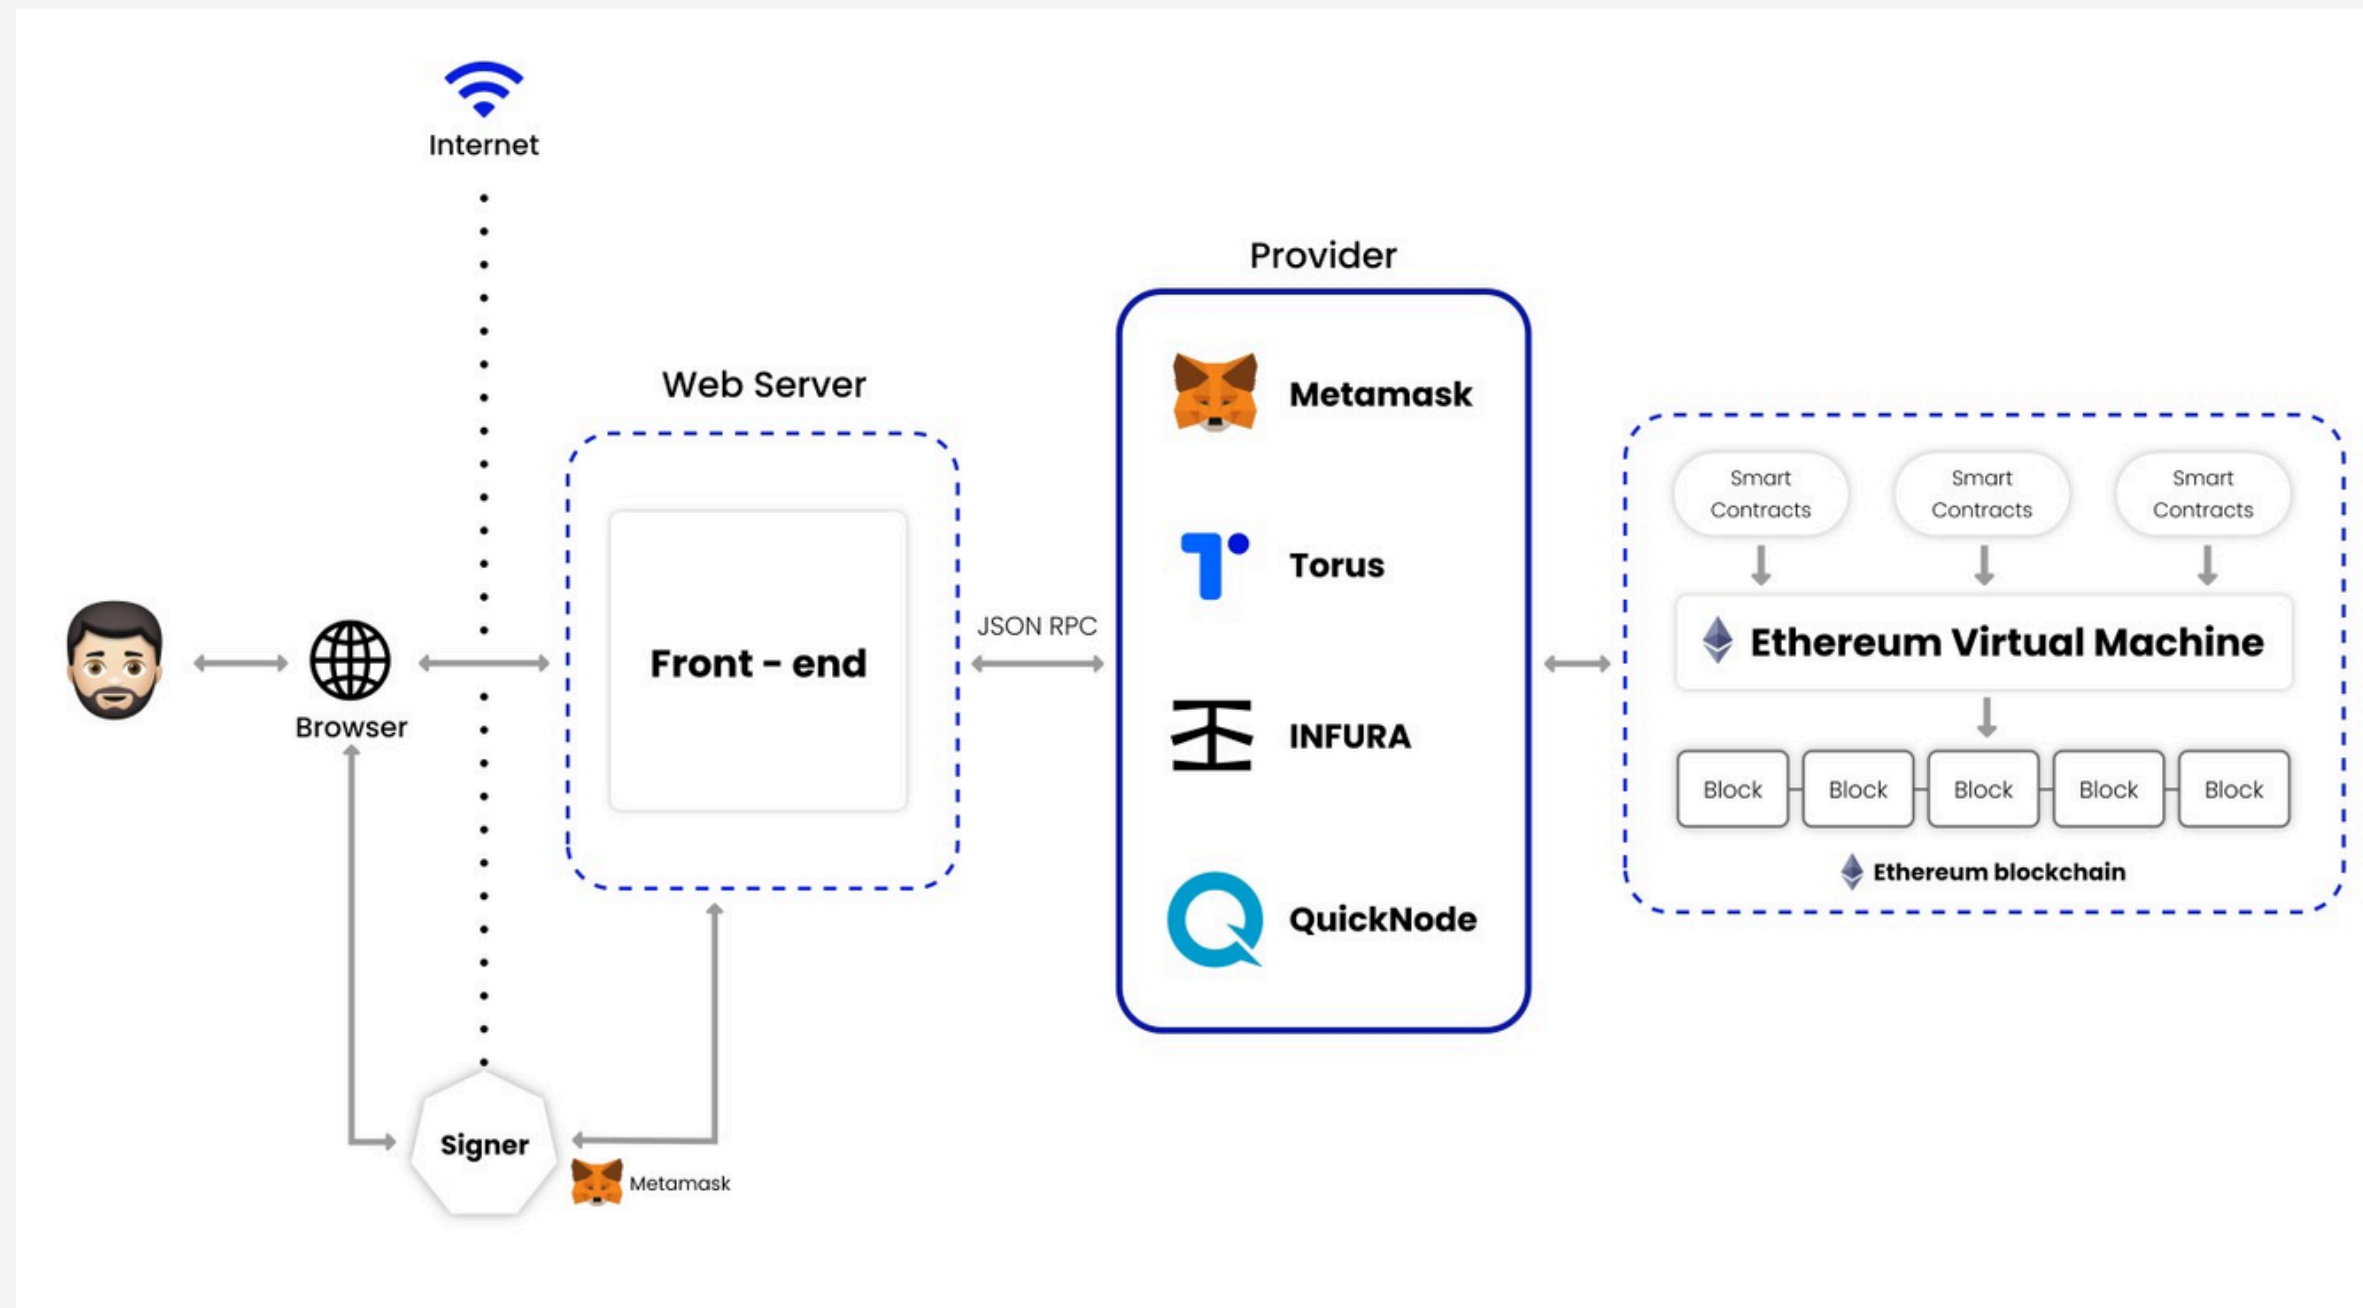 Internet
Provider
Web Server
Metamask
Smart
Contracts
Smart
Contracts
Smart
Contracts
Torus
JSON RPC
Ethereum Virtual Machine
Front - end
Browser
INFURA
Block
Block
Block
Block
Block
Ethereum blockchain
QuickNode
Signer
Metamask